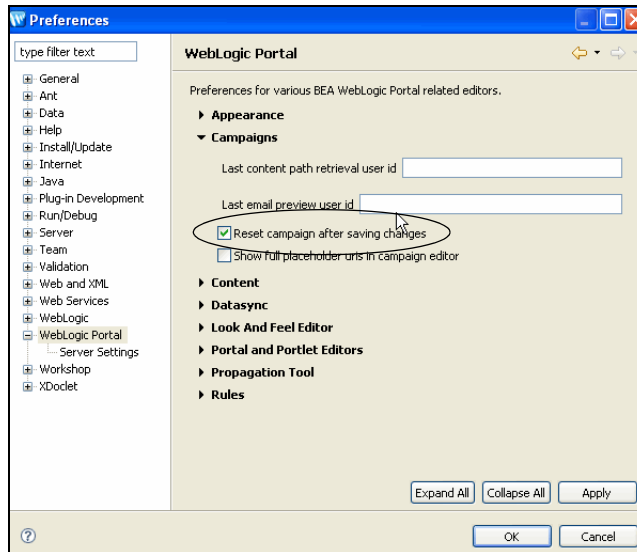 Preferences
type filter text
General
Ant
Data
Help
Install/Update
Internet
Java
Plug-in Development
Run/Debug
Server
Team
Validation
Web and XML
Web Services
WebLogic
WebLogic Portal
Server Settings
Workshop
XDoclet
WebLogic Portal
Preferences for various BEA WebLogic Portal related editors.
Appearance
Campaigns
Last content path retrieval user id
Last email preview user id
Reset campaign after saving changes
Show full placeholder urls in campaign editor
Content
Datasync
Look And Feel Editor
Portal and Portlet Editors
Propagation Tool
Rules
Expand All Collapse All Apply
OK Cancel